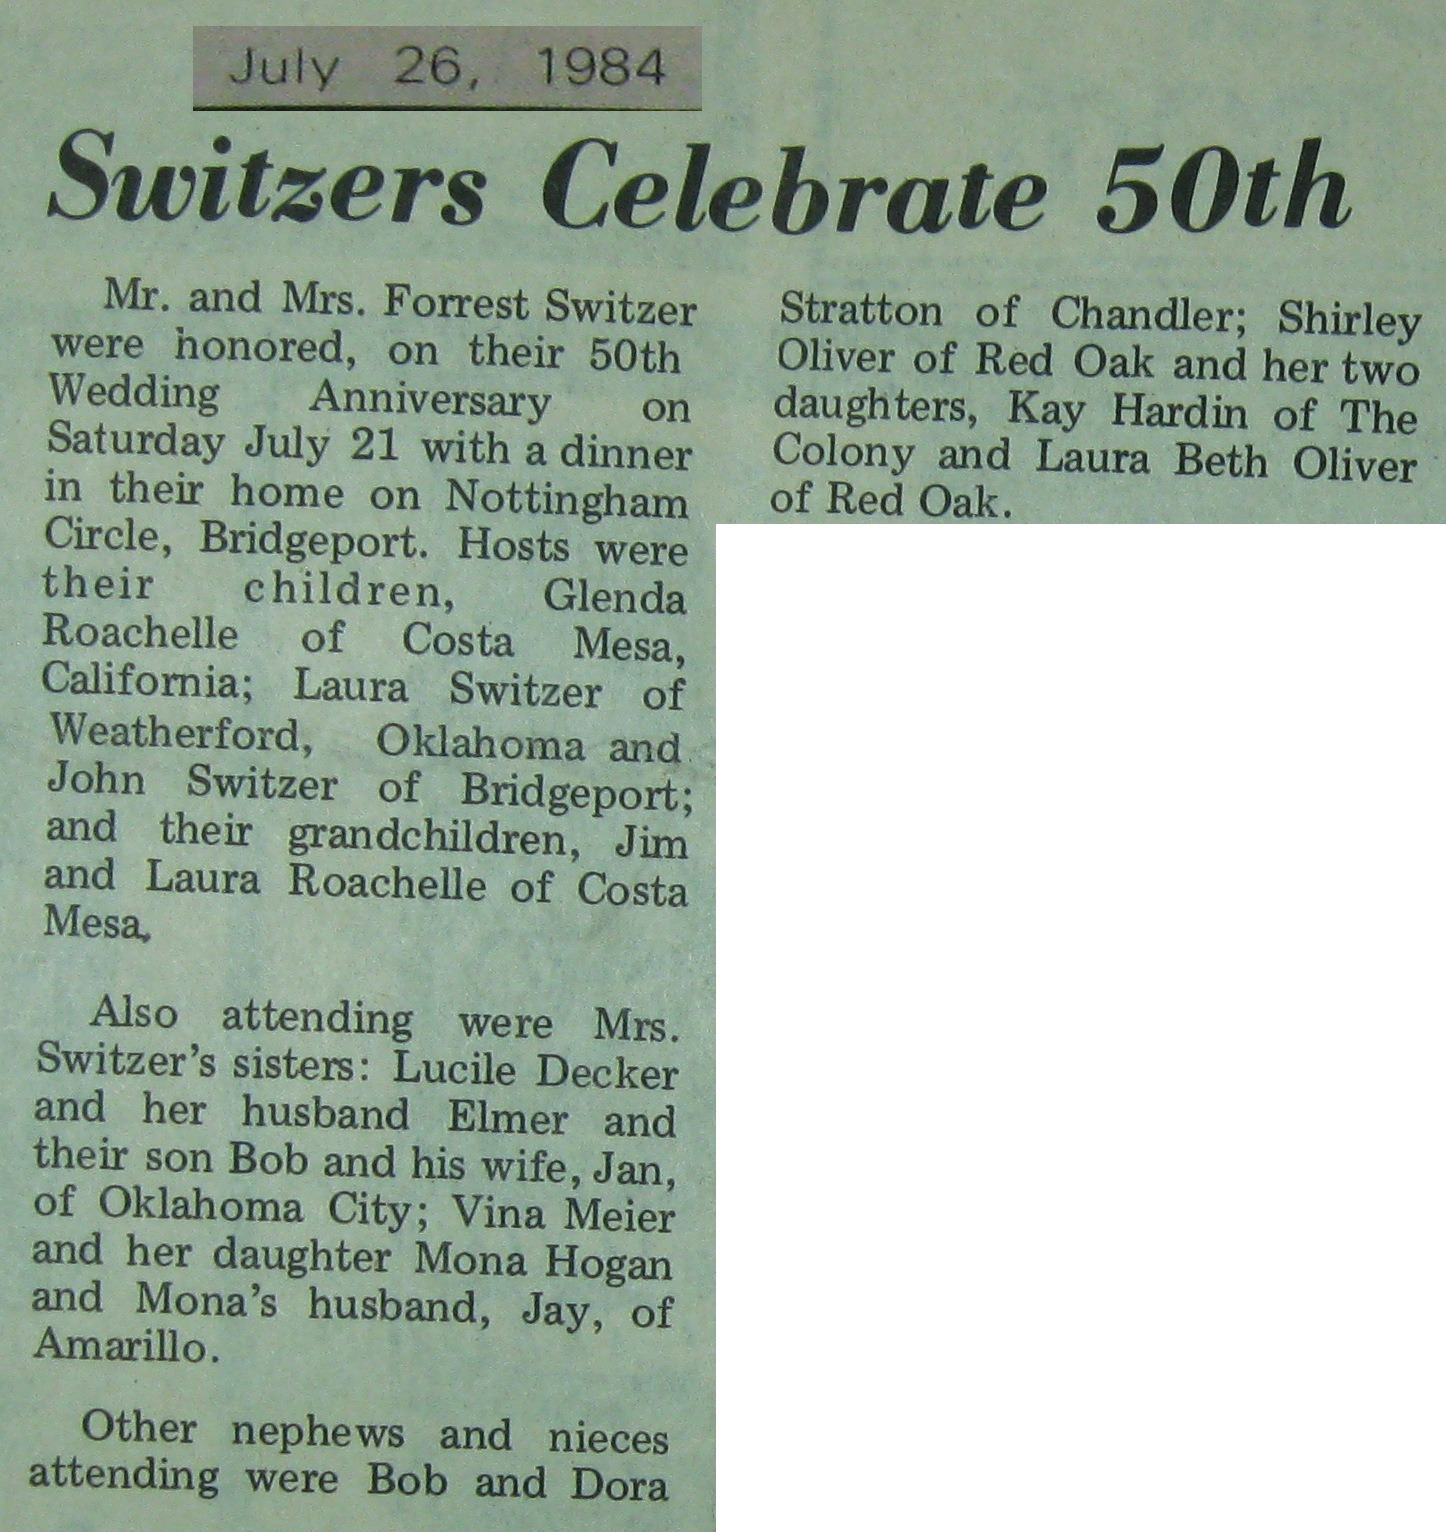 July 26, 1984
Switzers Celebrate 50th
Mr. and Mrs. Forrest Switzer
were honored, on their 50th
Wedding Anniversary on
Saturday July 21 with a dinner
in their home on Nottingham
Circle, Bridgeport. Hosts were
their children, Glenda
Roachelle of Costa Mesa,
California; Laura Switzer of
Weatherford, Oklahoma and
John Switzer of Bridgeport;
and their grandchildren, Jim
and Laura Roachelle of Costa
Mesa,
Also attending were Mrs.
Switzer's sisters: Lucile Decker
and her husband Elmer and
their son Bob and his wife, Jan,
of Oklahoma City; Vina Meier
and her daughter Mona Hogan
and Mona's husband, Jay, of
Amarillo.
Other nephews and nieces
attending were Bob and Dora
Stratton of Chandler; Shirley
Oliver of Red Oak and her two
daughters, Kay Hardin of The
Colony and Laura Beth Oliver
of Red Oak.